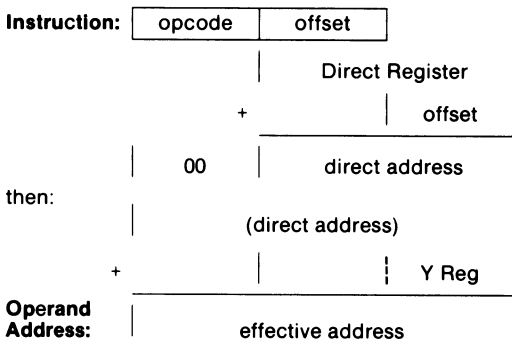 Instruction: opcode offset
Direct Register
+ offset
00 direct address
then:
(direct address)
+ Y Reg
Operand
Address: effective address